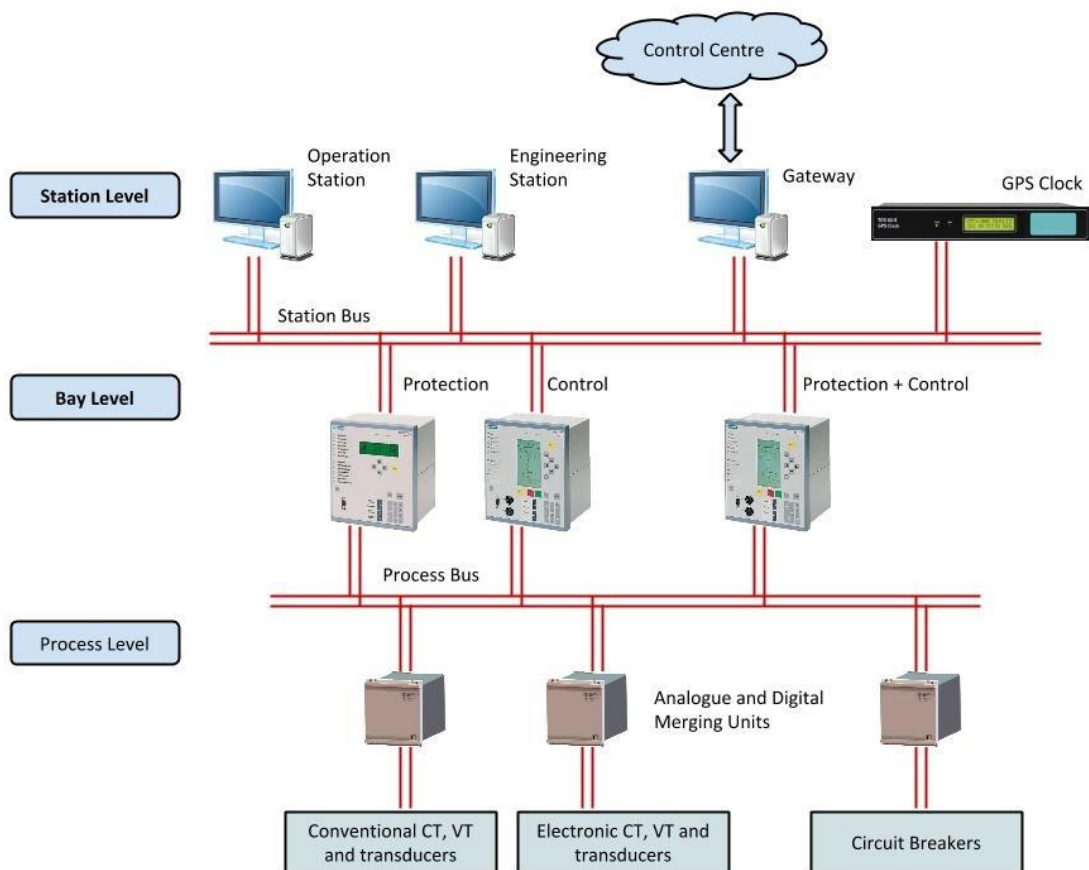 Control Centre
Operation
Station
Engineering
Station
Gateway
GPS Clock
Station Level
GPS Clock
Station Bus
Bay Level
Protection
Control
Protection + Control
Process Bus
Process Level
Analogue and Digital
Merging Units
Conventional CT, VT
and transducers
Electronic CT, VT and
transducers
Circuit Breakers